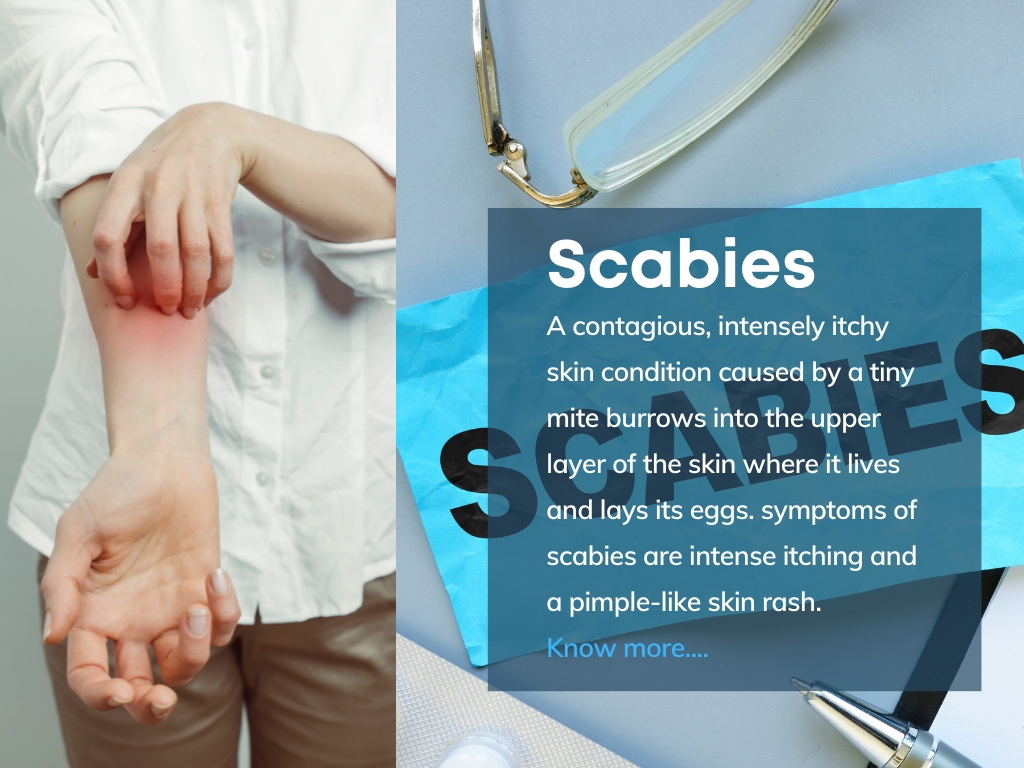 Scabies
A contagious, intensely itchy
skin condition caused by a tiny
mite burrows into the upper
layer of the skin where it lives
and lays its eggs. symptoms of
scabies are intense itching and
a pimple-like skin rash.
Know more....
SCABIES